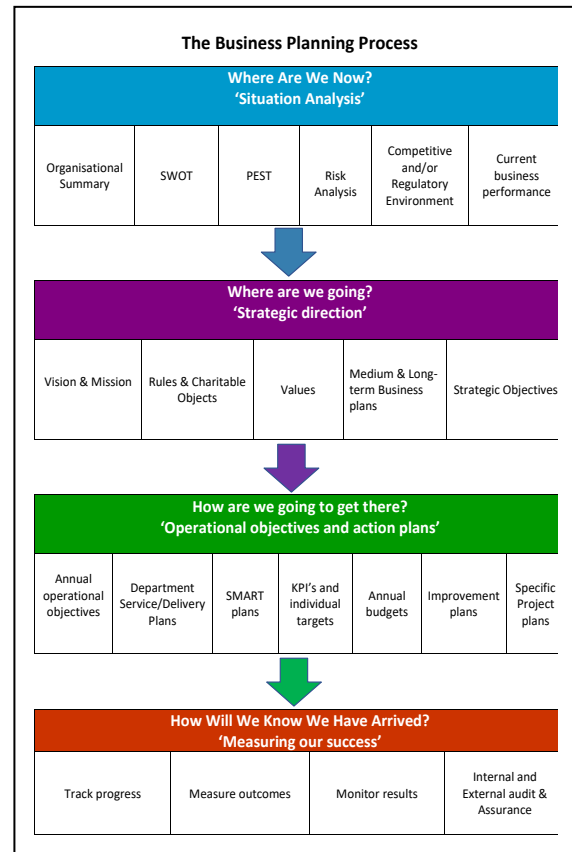 The Business Planning Process
Where Are We Now?
‘Situation Analysis’
Organisational
Summary
SWOT
PEST
Risk
Analysis
Competitive
and/or
Regulatory
Environment
Current
business
performance
Where are we going?
‘Strategic direction’
Vision & Mission
Rules & Charitable
Objects
Values
Medium & Long-
term Business
plans
Strategic Objectives
How are we going to get there?
‘Operational objectives and action plans’
Annual
operational
objectives
Department
Service/Delivery
Plans
SMART
plans
KPI’s and
individual
targets
Annual
budgets
Improvement
plans
Specific
Project
plans
How Will We Know We Have Arrived?
‘Measuring our success’
Track progress
Measure outcomes
Monitor results
Internal and
External audit &
Assurance